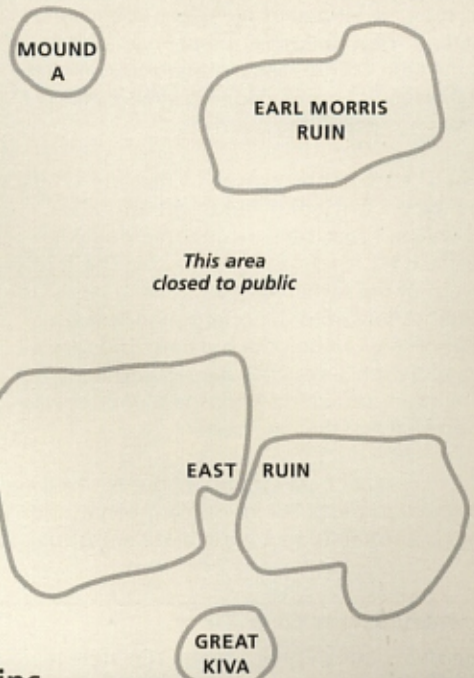 MOUND
A
EARL MORRIS
RUIN
This area
closed to public
EAST RUIN
GREAT
KIVA